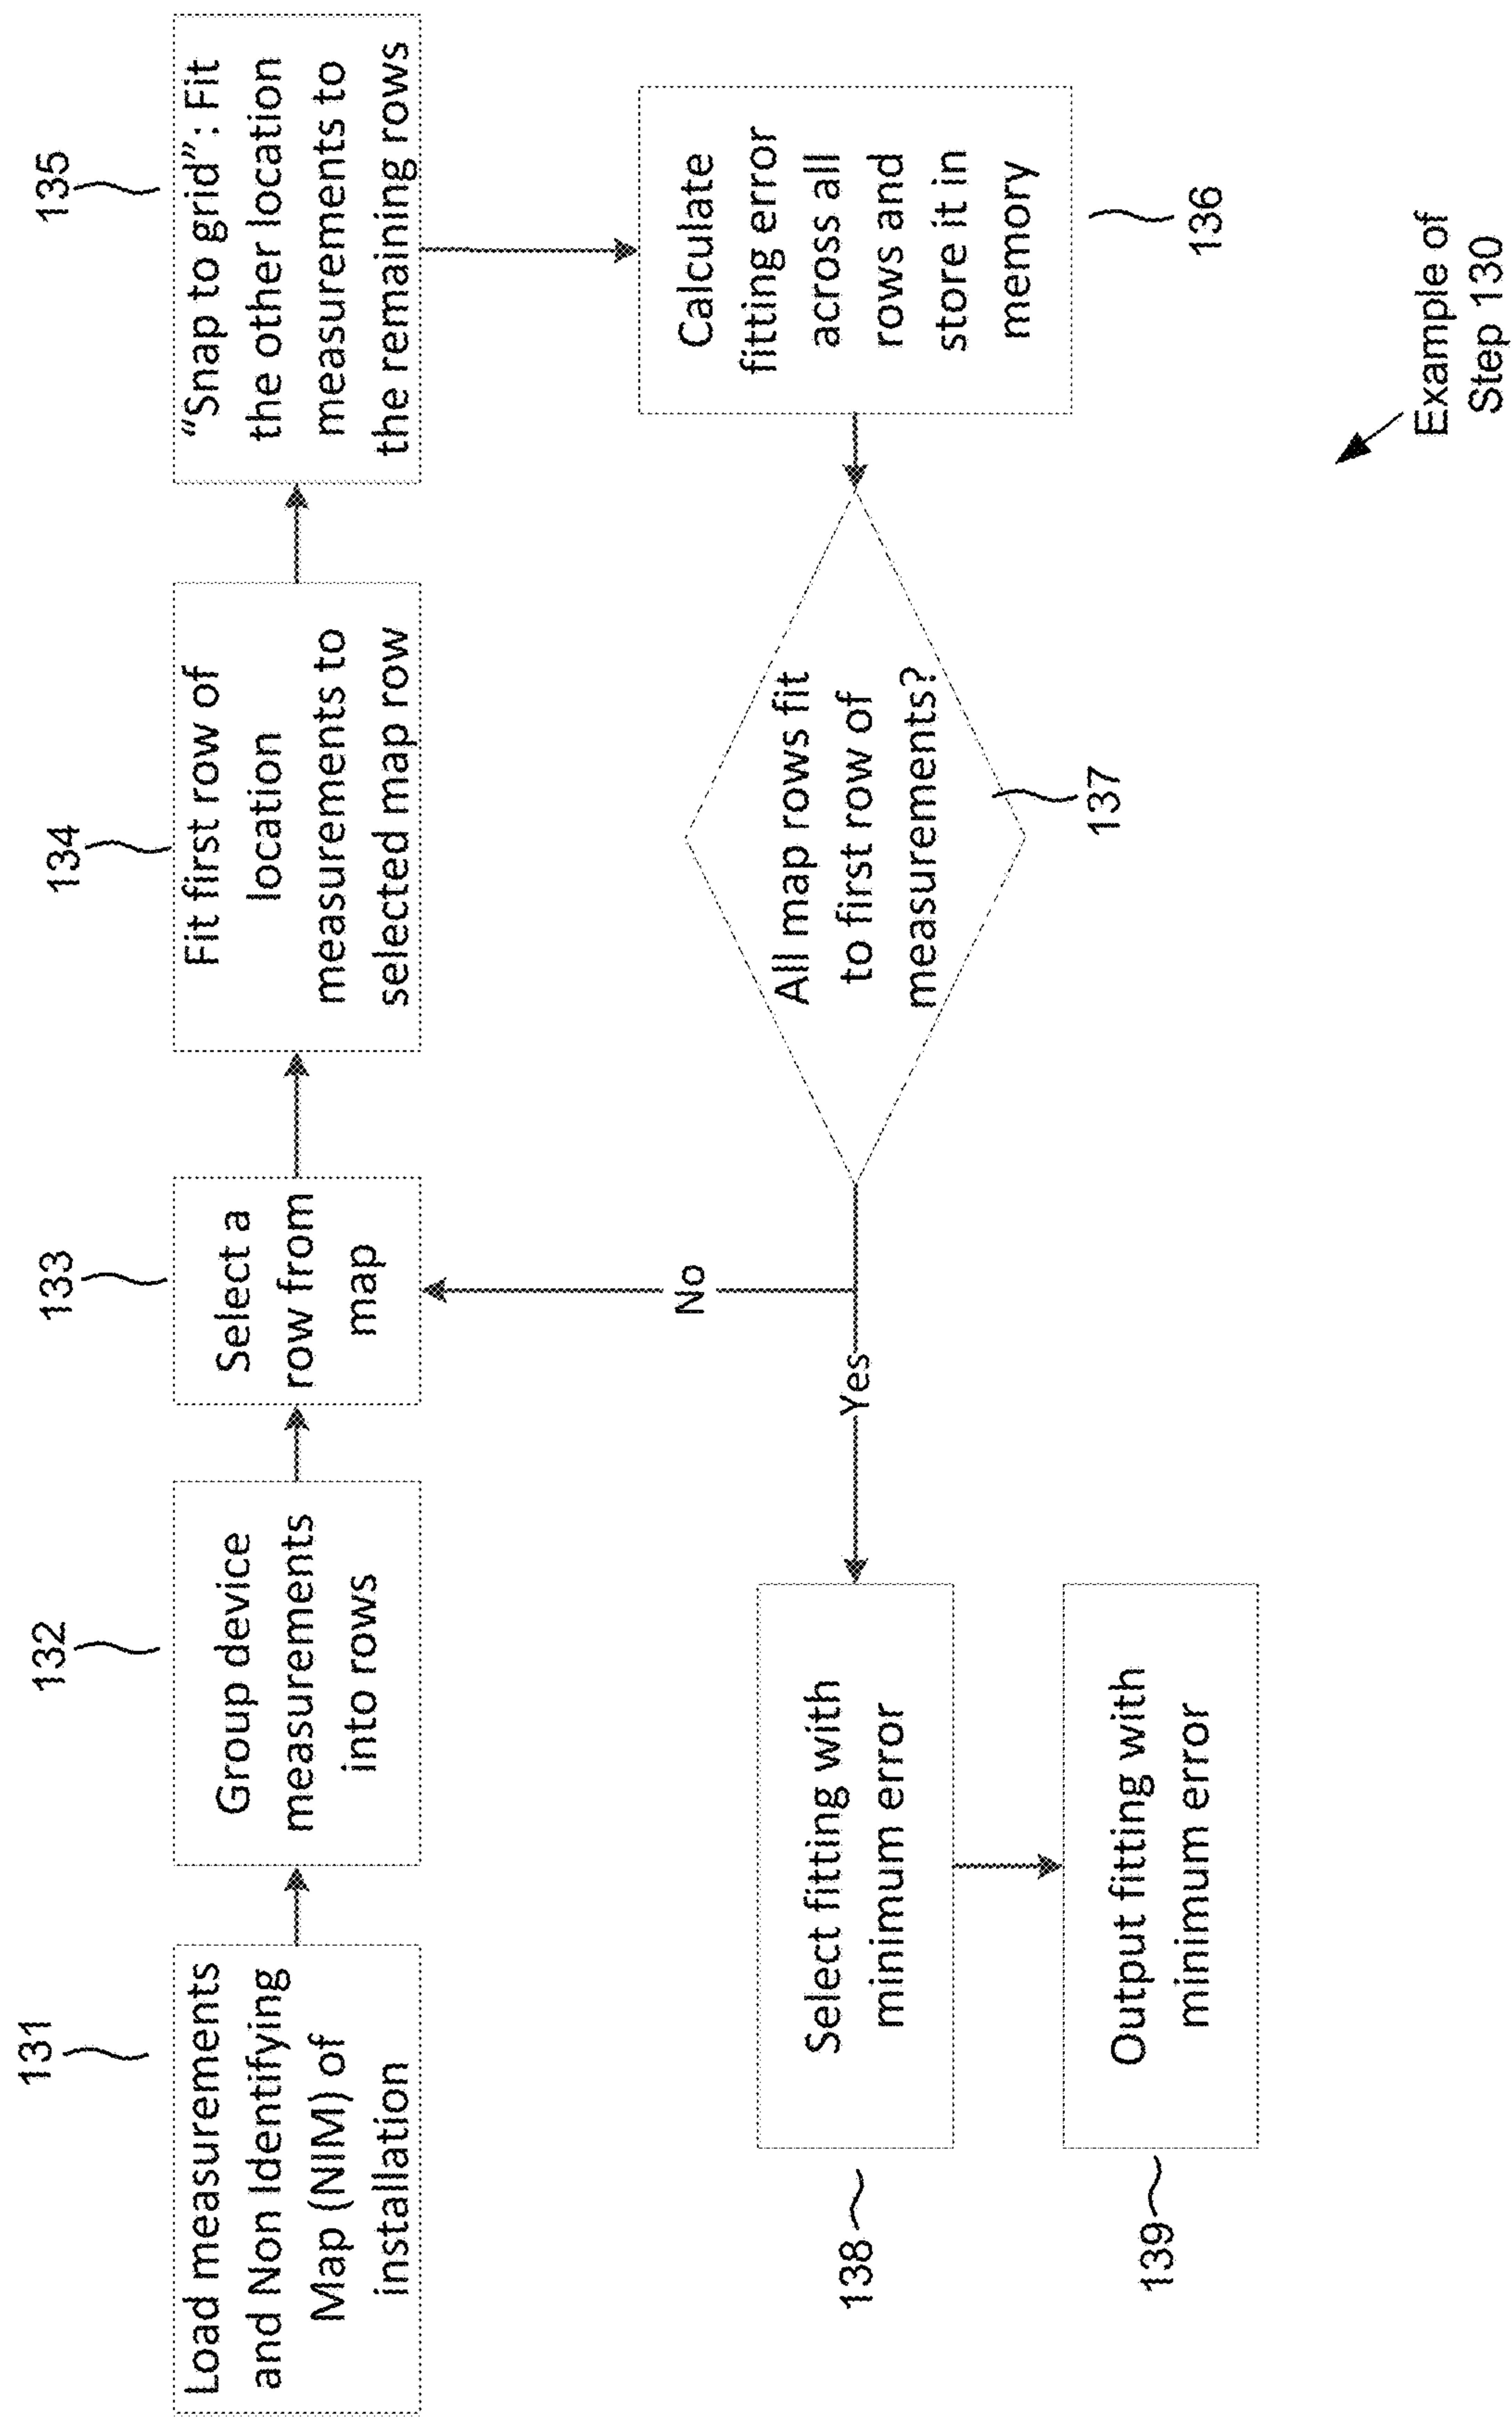 131
Load measurements
and Non Identifying
Map (NIM) of
installation
132
Group device
measurements
into rows
133
Select a
row from
map
134
Fit first row of
location
measurements to
selected map row
135
“Snap to grid”: Fit
the other location
measurements to
the remaining rows
Calculate
fitting error
across all
rows and
store it in
memory
136
All map rows fit
to first row of
measurements?
137
No
Yes
138
Select fitting with
minimum error
139
Output fitting with
minimum error
Example of
Step 130